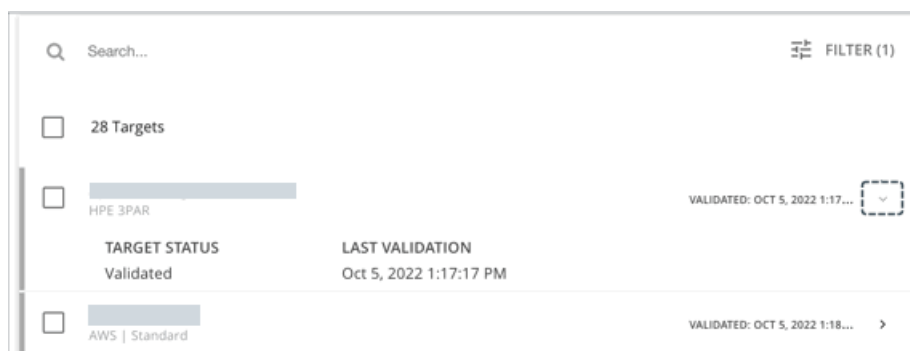 Search...
FILTER (1)
28 Targets
VALIDATED: OCT 5, 2022 1:17...
HPE 3PAR
TARGET STATUS LAST VALIDATION
Validated Oct 5, 2022 1:17:17 PM
VALIDATED: OCT 5, 2022 1:18...
AWS | Standard